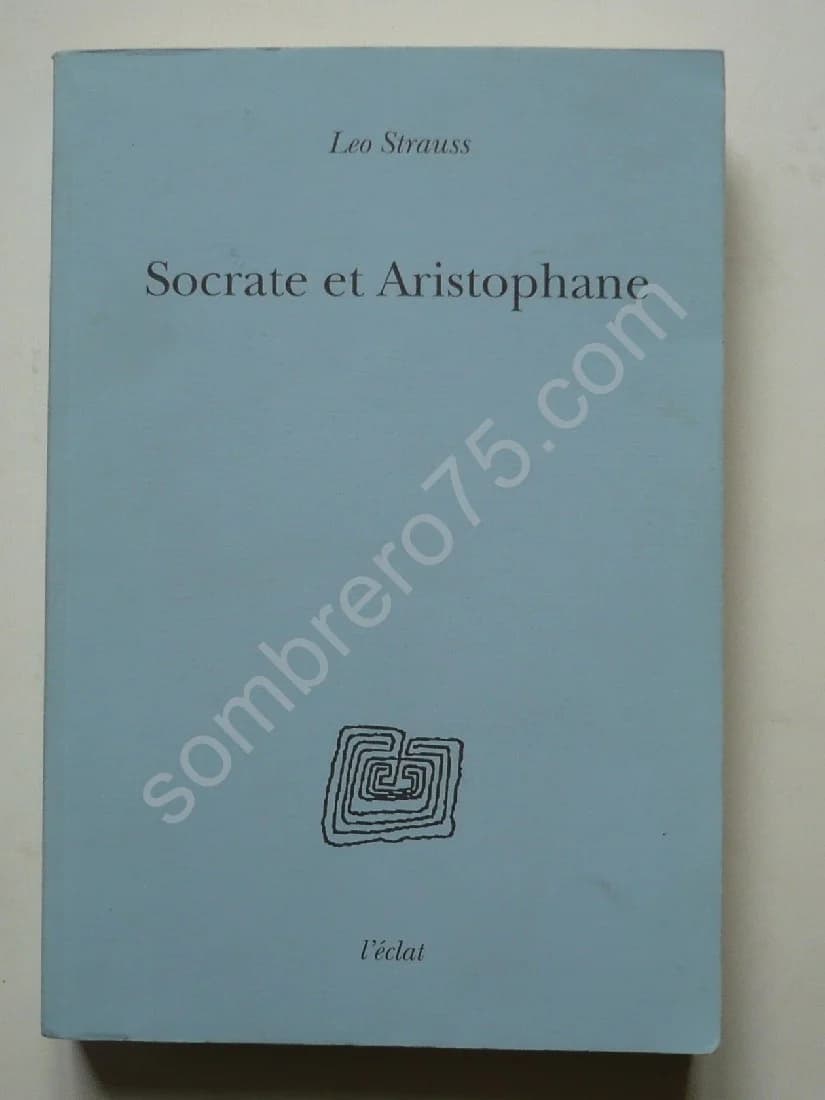 Leo Strauss
Socrate et Aristophane
sombrero75.com
l'éclat